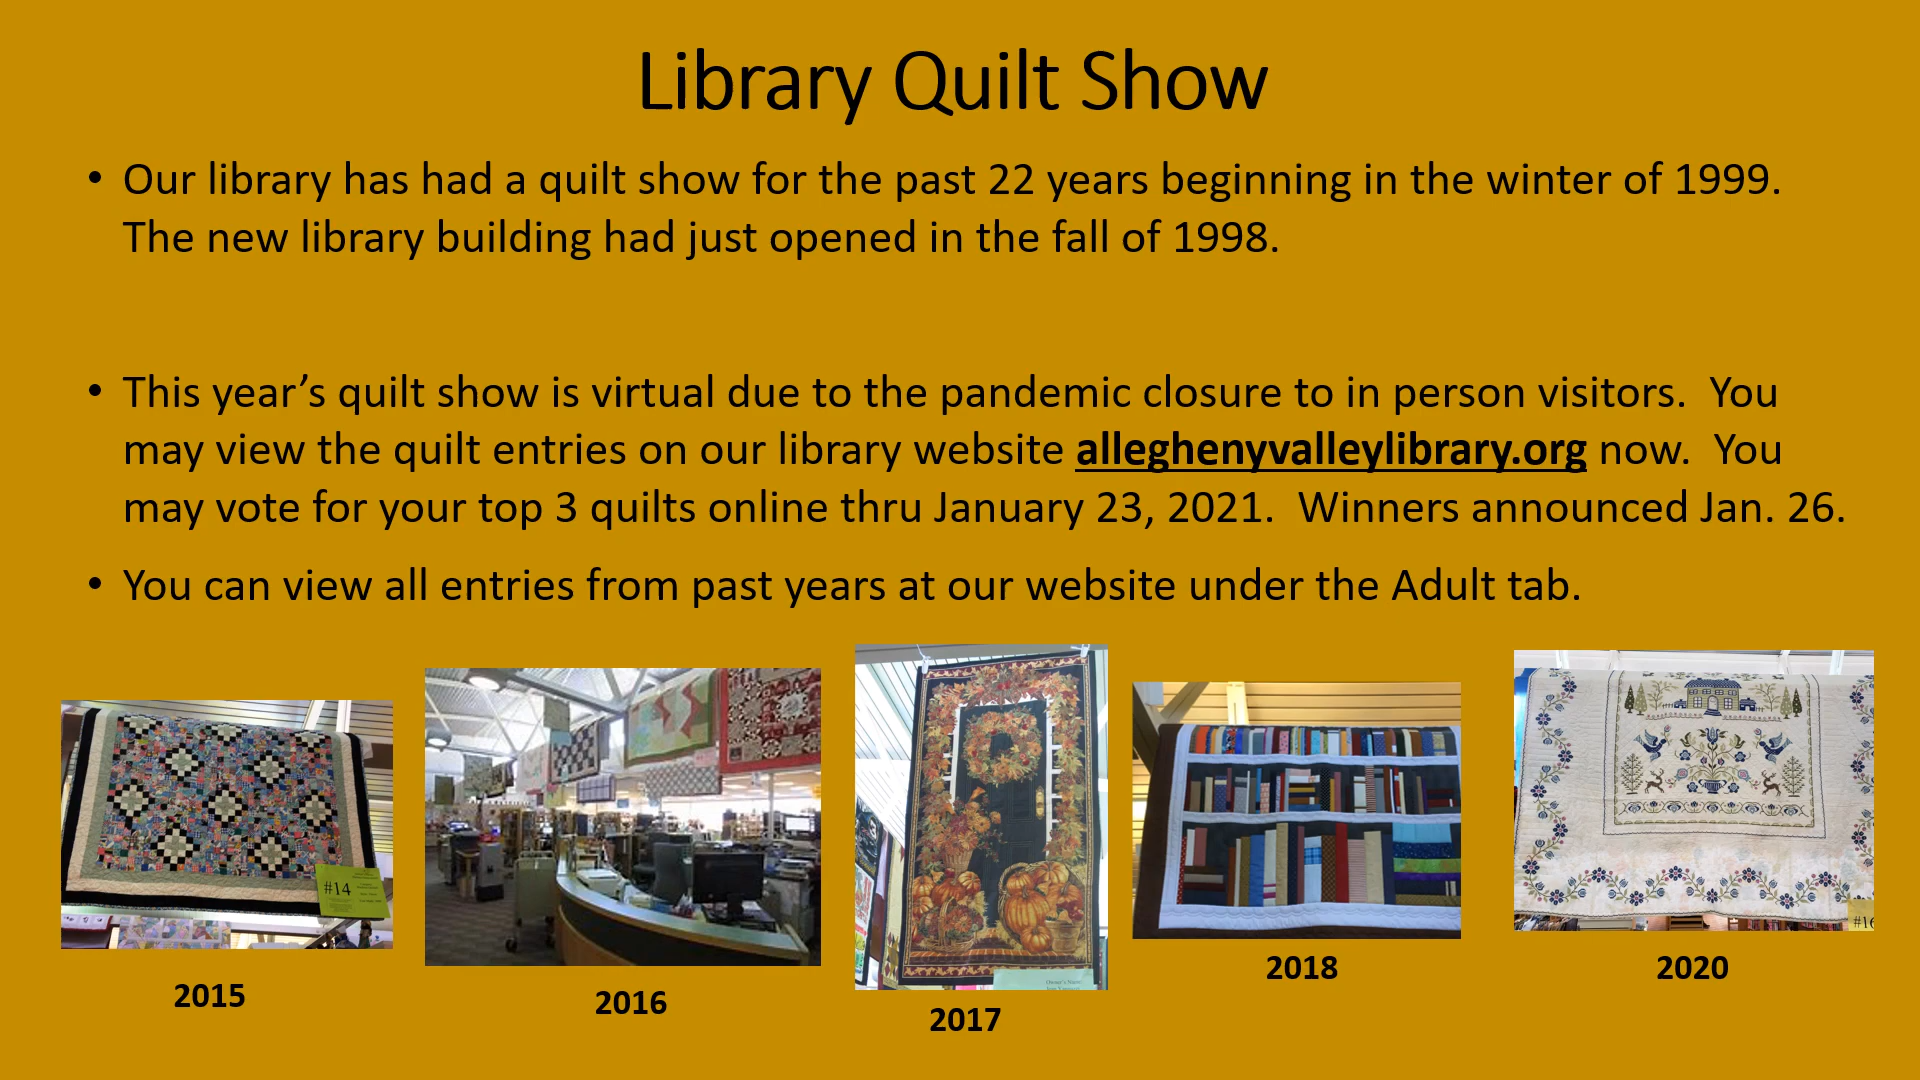 Library Quilt Show
• Our library has had a quilt show for the past 22 years beginning in the winter of 1999.
The new library building had just opened in the fall of 1998.
• This year’s quilt show is virtual due to the pandemic closure to in person visitors.  You
may view the quilt entries on our library website alleghenyvalleylibrary.org now.  You
may vote for your top 3 quilts online thru January 23, 2021.  Winners announced Jan. 26.
• You can view all entries from past years at our website under the Adult tab.
#14
#16
2015
2016
2017
2018
2020